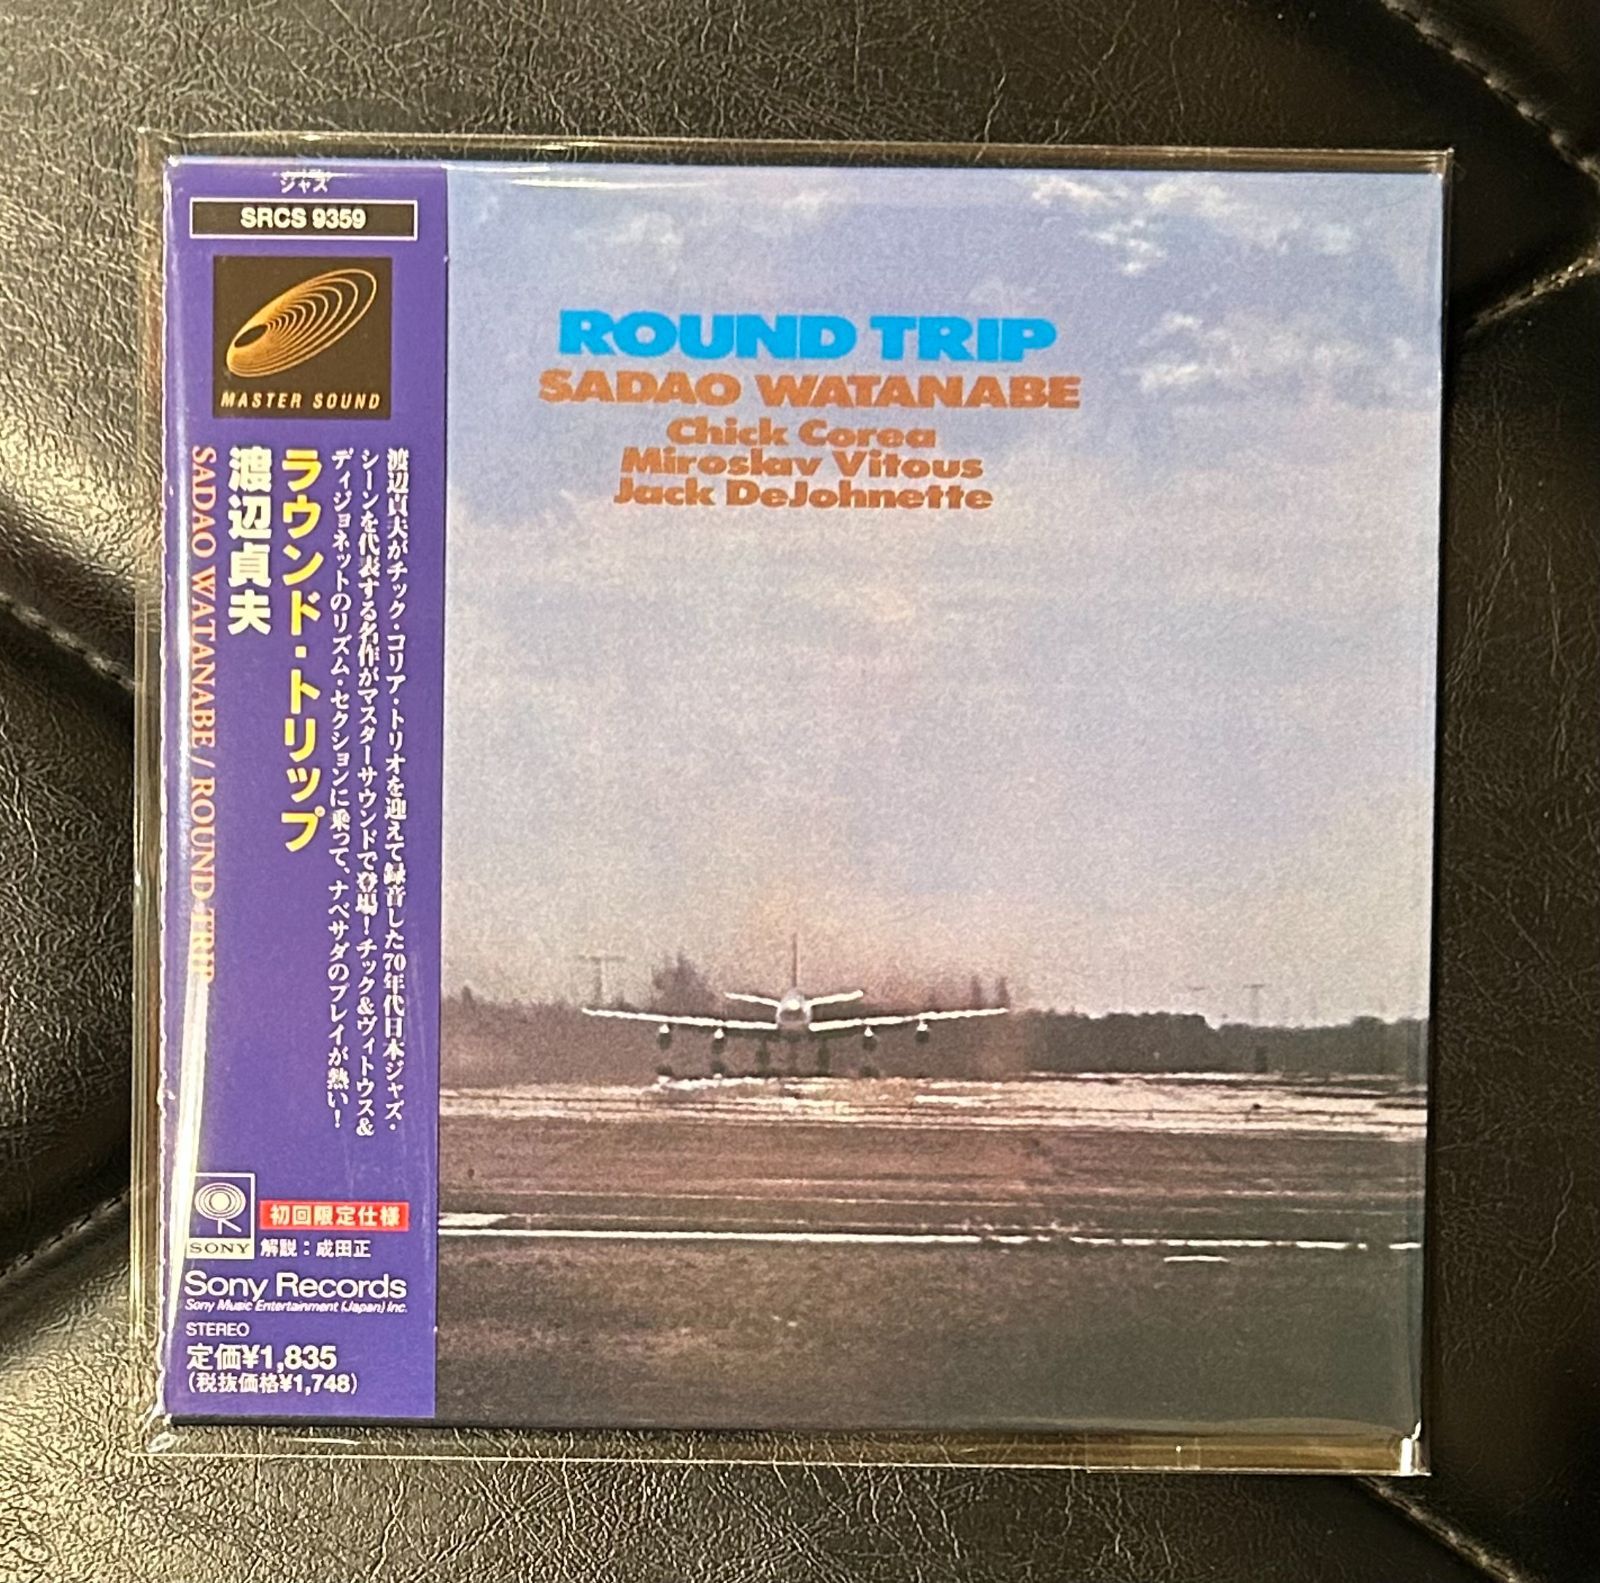 ジャズ
SRCS 9359
MASTER SOUND
渡辺貞夫がチック・コリア・トリオを迎えて録音した70年代日本ジャズ・
シーンを代表する名作がマスターサウンドで登場!チック&ヴィトウス&
ディジョネットのリズム・セクションに乗って、ナベサダのプレイが熱い!
ラウンド・トリップ
渡辺貞夫
SADAO WATANABE / ROUND TRIP
SONY
初回限定仕様
解説:成田正
Sony Records
Sony Music Entertainment (Japan) Inc.
STEREO
定価¥1,835
(税抜価格¥1,748)
ROUND TRIP
SADAO WATANABE
Chick Corea
Miroslav Vitous
Jack DeJohnette